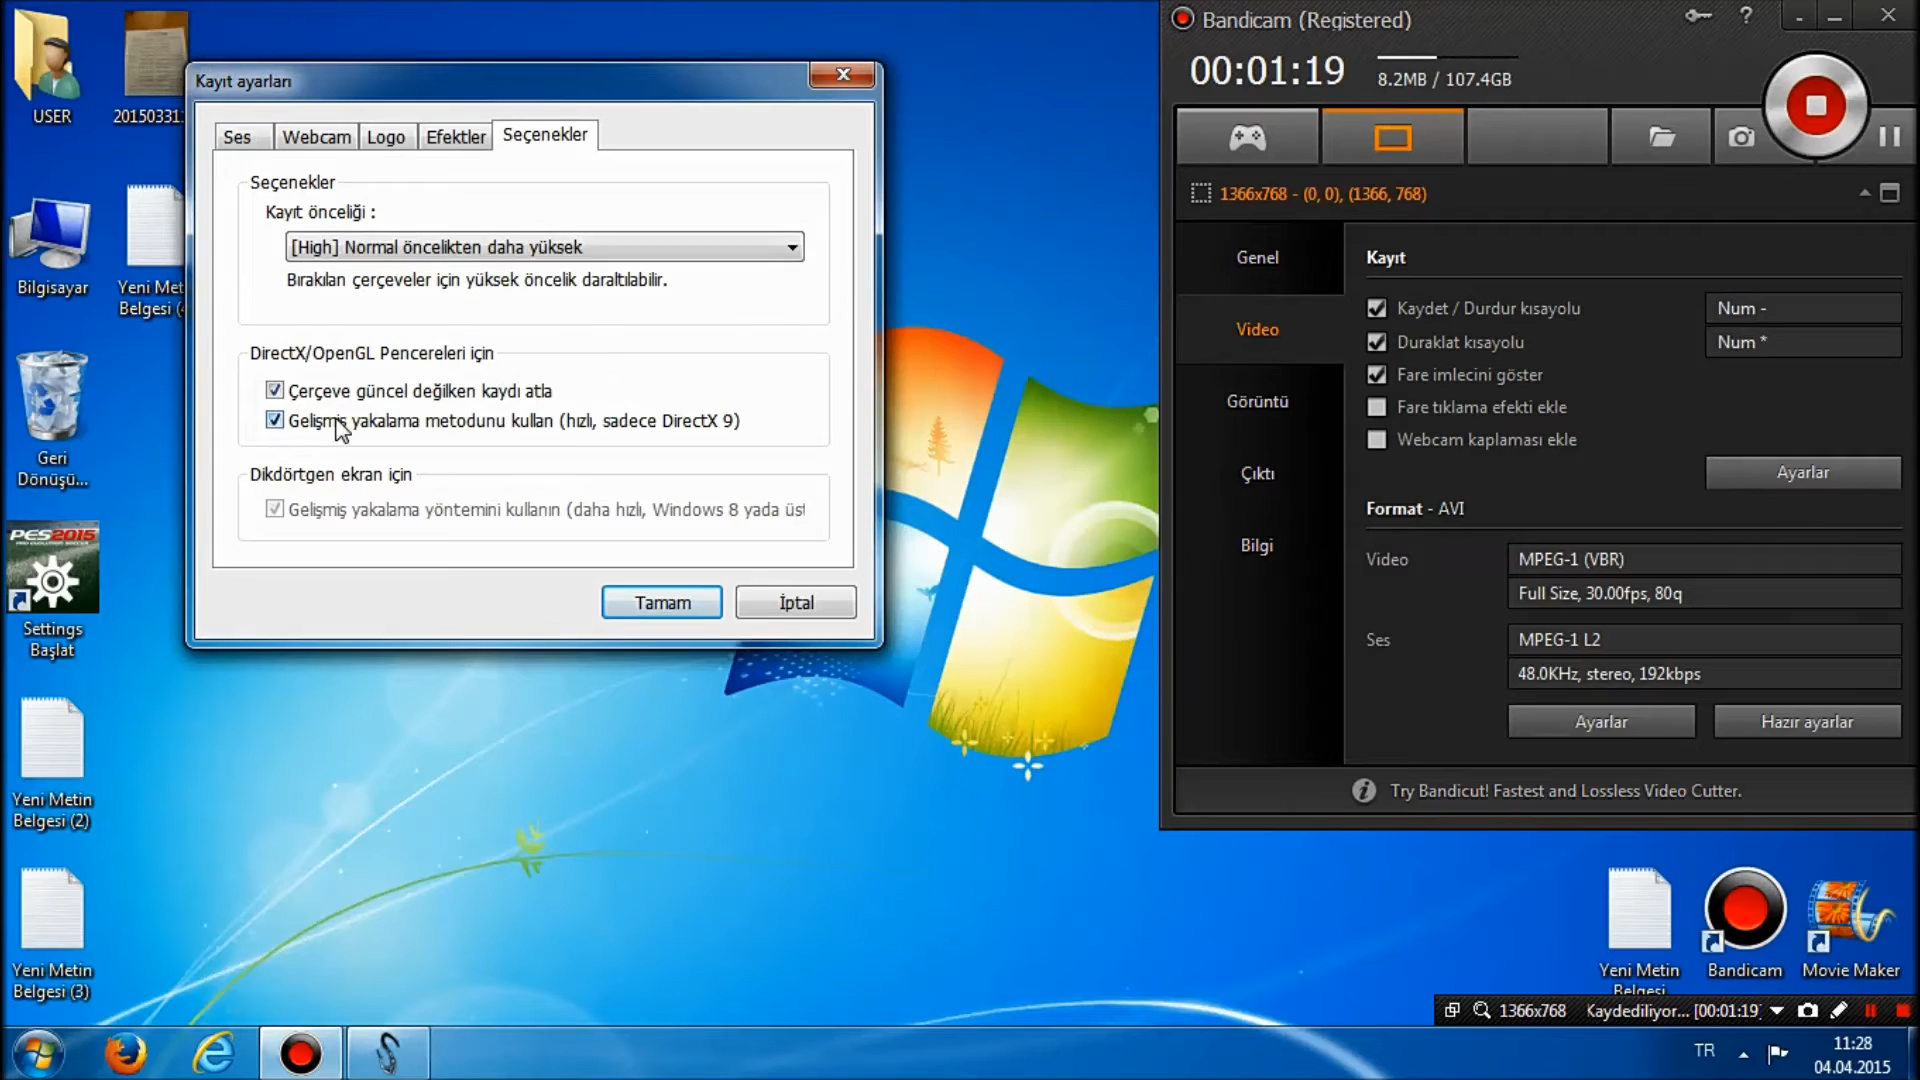 USER
20150331
Bilgisayar
Yeni Met
Belgesi (
Geri
Dönüşü...
PES2015
PRO EVOLUTION SOCCER
Settings
Başlat
Yeni Metin
Belgesi (2)
Yeni Metin
Belgesi (3)
Kayıt ayarları
Ses
Webcam
Logo
Efektler
Seçenekler
Seçenekler
Kayıt önceliği :
[High] Normal öncelikten daha yüksek
Bırakılan çerçeveler için yüksek öncelik daraltılabilir.
DirectX/OpenGL Pencereleri için
Çerçeve güncel değilken kaydı atla
Gelişmiş yakalama metodunu kullan (hızlı, sadece DirectX 9)
Dikdörtgen ekran için
Gelişmiş yakalama yöntemini kullanın (daha hızlı, Windows 8 yada üst
Tamam
İptal
Bandicam (Registered)
00:01:19
8.2MB / 107.4GB
1366x768 - (0, 0), (1366, 768)
Genel
Video
Görüntü
Çıktı
Bilgi
Kayıt
Kaydet / Durdur kısayolu
Num -
Duraklat kısayolu
Num *
Fare imlecini göster
Fare tıklama efekti ekle
Webcam kaplaması ekle
Ayarlar
Format - AVI
Video
MPEG-1 (VBR)
Full Size, 30.00fps, 80q
Ses
MPEG-1 L2
48.0KHz, stereo, 192kbps
Ayarlar
Hazır ayarlar
Try Bandicut! Fastest and Lossless Video Cutter.
Yeni Metin
Belgesi
Bandicam
Movie Maker
1366x768
Kaydediliyor... [00:01:19]
TR
11:28
04.04.2015